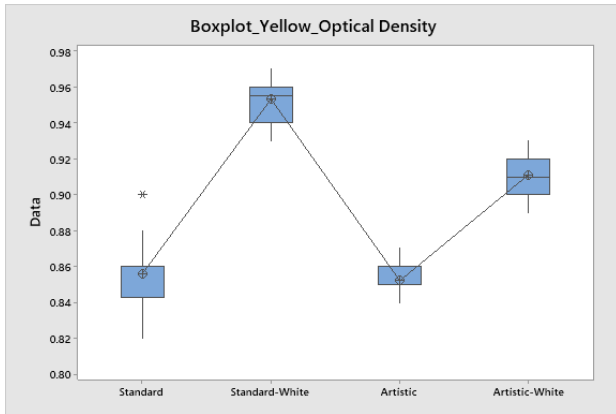 Boxplot_Yellow_Optical Density
0.98
0.96
0.94
0.92
0.90
0.88
0.86
0.84
0.82
0.80
Data
Standard
Standard-White
Artistic
Artistic-White